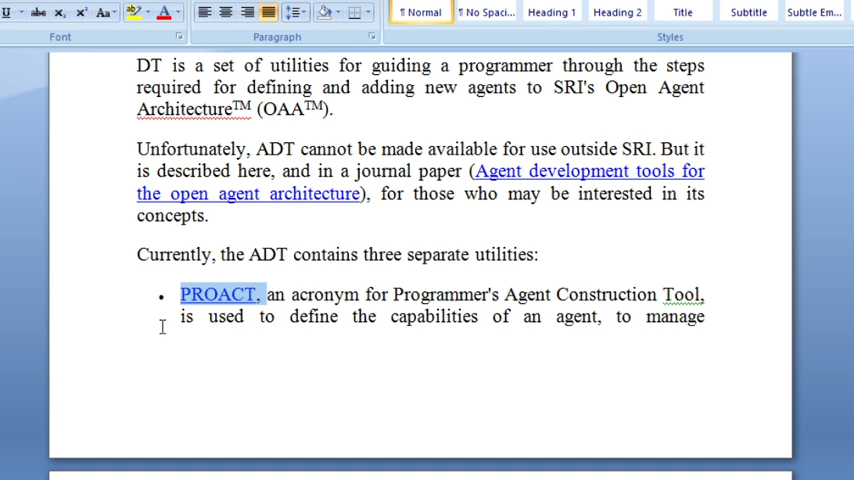 U abc x₂ x² Aa ab A
¶ Normal ¶ No Spaci... Heading 1 Heading 2 Title Subtitle Subtle Em...
Font Paragraph Styles
DT is a set of utilities for guiding a programmer through the steps
required for defining and adding new agents to SRI's Open Agent
Architecture™ (OAA™).
Unfortunately, ADT cannot be made available for use outside SRI. But it
is described here, and in a journal paper (Agent development tools for
the open agent architecture), for those who may be interested in its
concepts.
Currently, the ADT contains three separate utilities:
• PROACT, an acronym for Programmer's Agent Construction Tool,
is used to define the capabilities of an agent, to manage